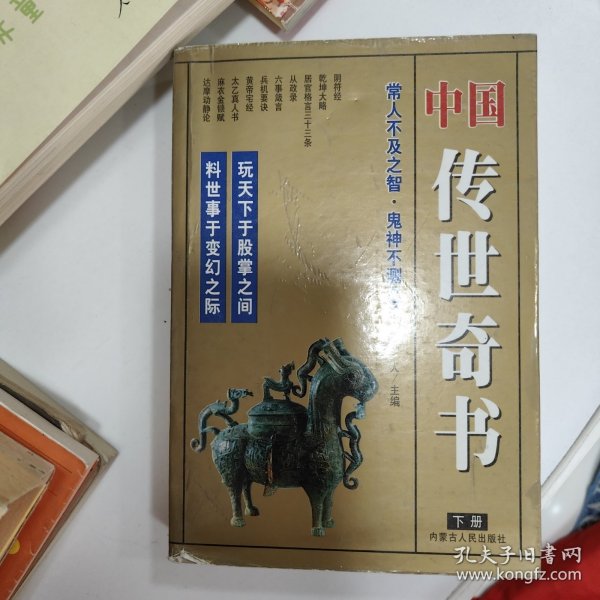 中国
传世奇书
常人不及之智·鬼神不测
人/主编
阴符经
乾坤大略
居官格言三十三条
从政录
六事箴言
兵机要诀
黄帝宅经
太乙真人书
麻衣金锁赋
达摩动静论
玩天下于股掌之间
料世事于变幻之际
下册
内蒙古人民出版社
孔夫子旧书网
www.kongfz.com